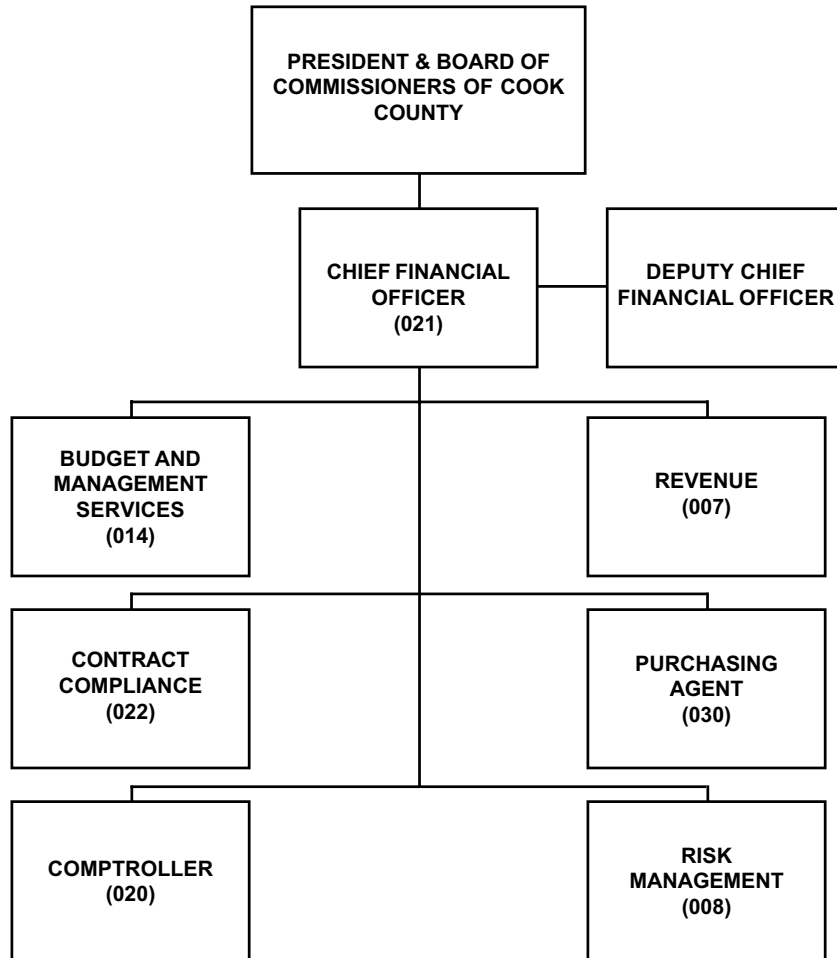 PRESIDENT & BOARD OF
COMMISSIONERS OF COOK
COUNTY
CHIEF FINANCIAL
OFFICER
(021)
DEPUTY CHIEF
FINANCIAL OFFICER
BUDGET AND
MANAGEMENT
SERVICES
(014)
REVENUE
(007)
CONTRACT
COMPLIANCE
(022)
PURCHASING
AGENT
(030)
COMPTROLLER
(020)
RISK
MANAGEMENT
(008)